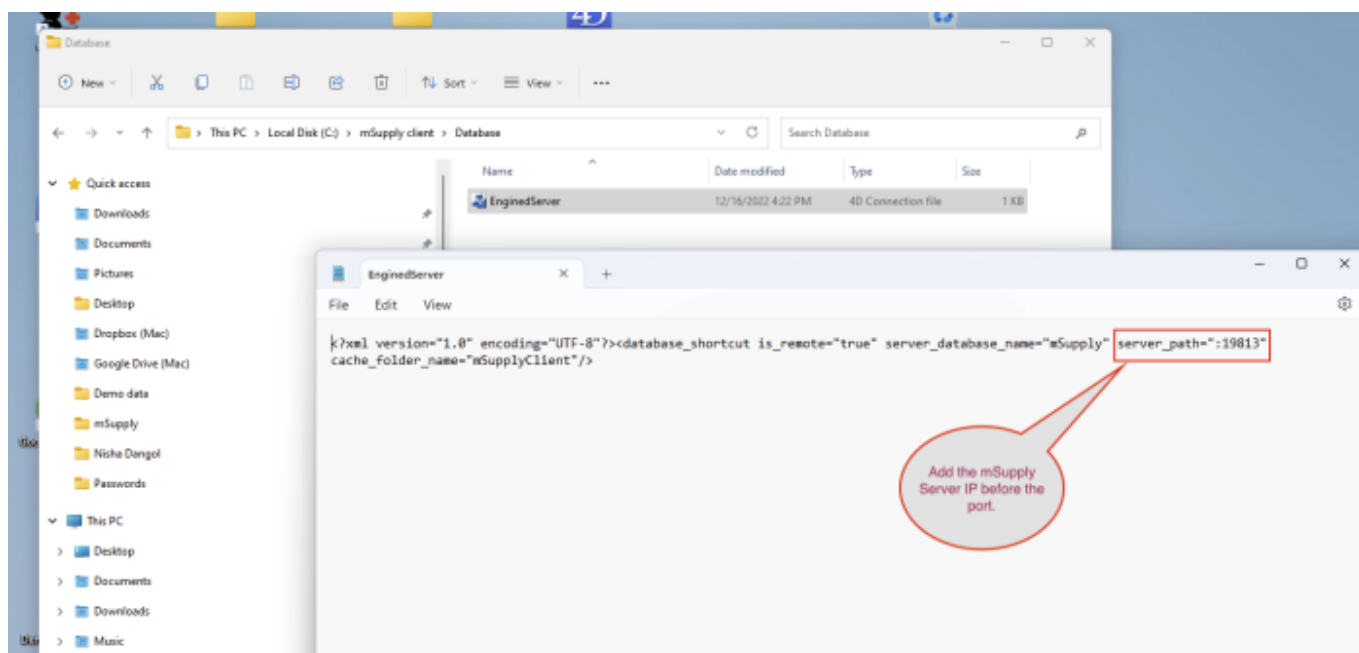 Database
New
Sort
View
This PC > Local Disk (C:) > mSupply client > Database
Search Database
Name
Date modified
Type
Size
EnginedServer
12/16/2022 4:22 PM
4D Connection file
1 KB
Quick access
Downloads
Documents
Pictures
Desktop
Dropbox (Mac)
Google Drive (Mac)
Demo data
mSupply
Nisha Dangol
Passwords
This PC
Desktop
Documents
Downloads
Music
EnginedServer
File Edit View
<?xml version="1.0" encoding="UTF-8"?><database_shortcut is_remote="true" server_database_name="mSupply" server_path=":19813"
cache_folder_name="mSupplyClient"/>
Add the mSupply
Server IP before the
port.